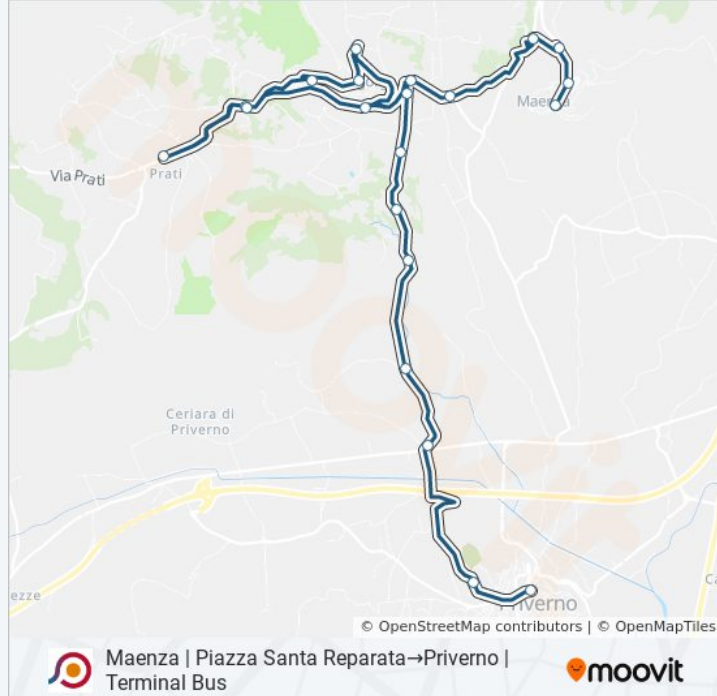 Maenza
Via Prati
Prati
Ceriara di
Priverno
ezze
Ca
Priverno
© OpenStreetMap contributors | © OpenMapTiles
Maenza | Piazza Santa Reparata→Priverno |
Terminal Bus
moovit